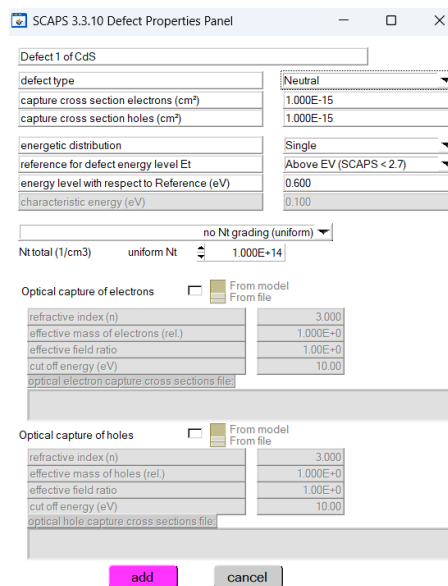 SCAPS 3.3.10 Defect Properties Panel
Defect 1 of CdS
defect type Neutral
capture cross section electrons (cm²) 1.000E-15
capture cross section holes (cm²) 1.000E-15
energetic distribution Single
reference for defect energy level Et Above EV (SCAPS < 2.7)
energy level with respect to Reference (eV) 0.600
characteristic energy (eV) 0.100
no Nt grading (uniform)
Nt total (1/cm3) uniform Nt 1.000E+14
Optical capture of electrons From model
From file
refractive index (n) 3.000
effective mass of electrons (rel.) 1.000E+0
effective field ratio 1.00E+0
cut off energy (eV) 10.00
optical electron capture cross sections file:
Optical capture of holes From model
From file
refractive index (n) 3.000
effective mass of holes (rel.) 1.000E+0
effective field ratio 1.00E+0
cut off energy (eV) 10.00
optical hole capture cross sections file:
add cancel